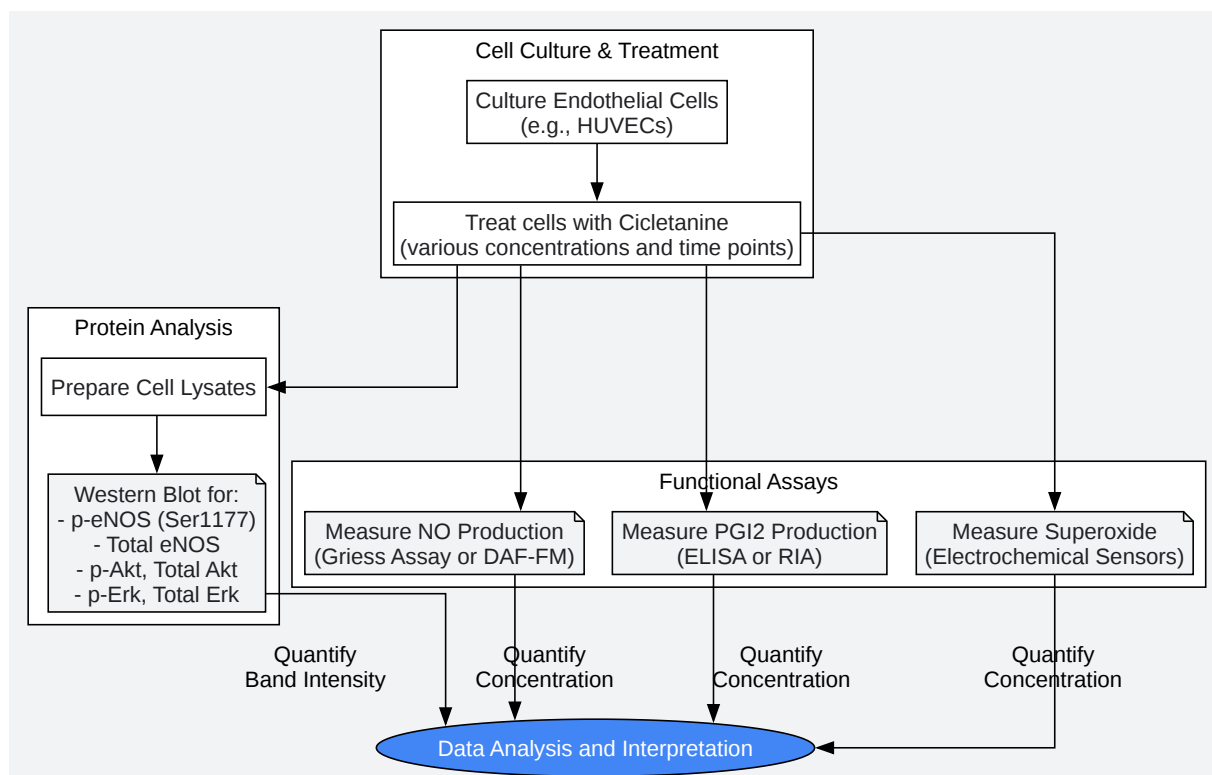 Cell Culture & Treatment
Culture Endothelial Cells
(e.g., HUVECs)
Treat cells with Cicletanine
(various concentrations and time points)
Protein Analysis
Prepare Cell Lysates
Western Blot for:
- p-eNOS (Ser1177)
- Total eNOS
- p-Akt, Total Akt
- p-Erk, Total Erk
Functional Assays
Measure NO Production
(Griess Assay or DAF-FM)
Measure PGI2 Production
(ELISA or RIA)
Measure Superoxide
(Electrochemical Sensors)
Quantify
Band Intensity
Quantify
Concentration
Quantify
Concentration
Quantify
Concentration
Data Analysis and Interpretation